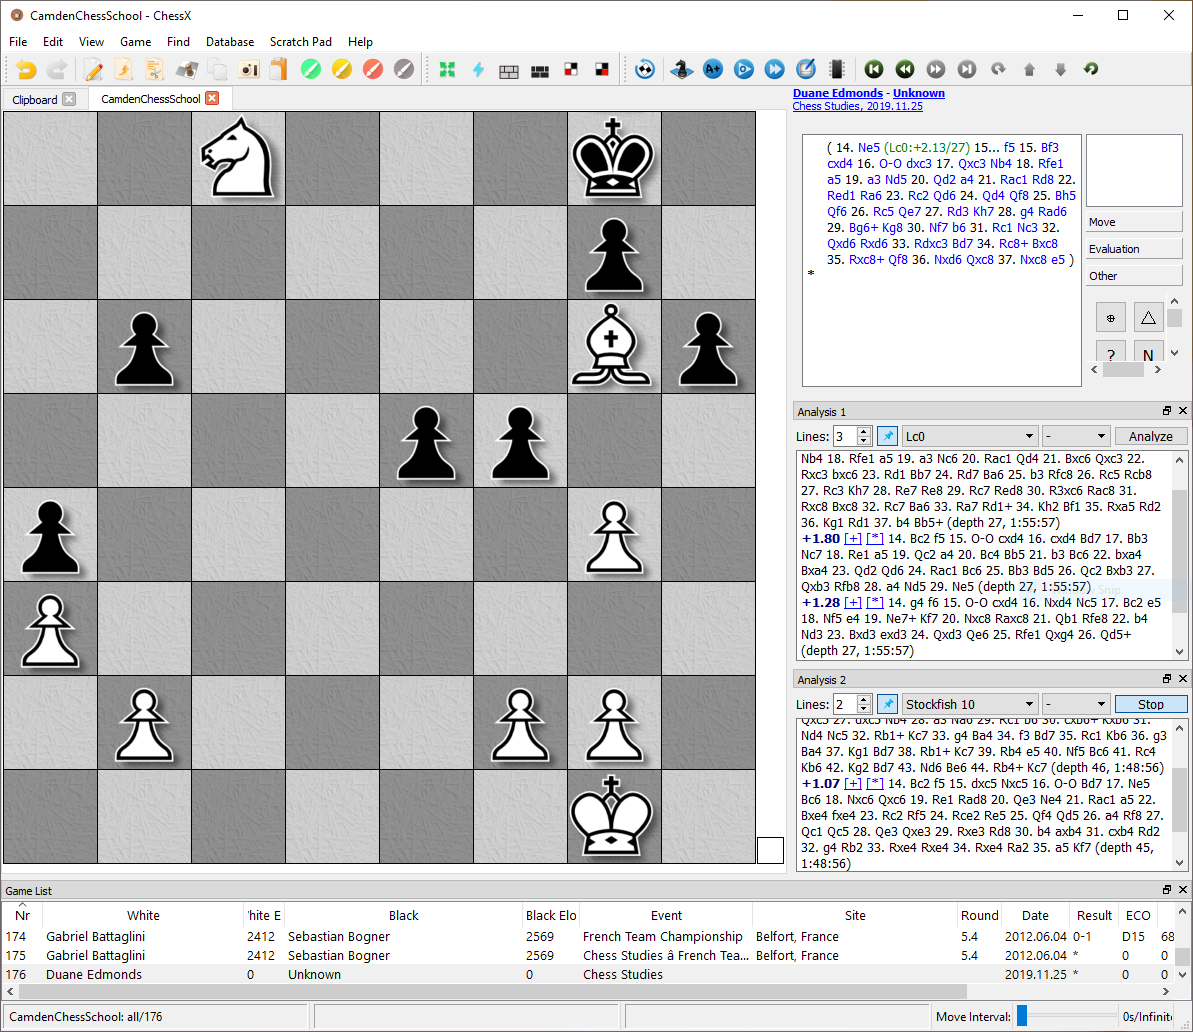 CamdenChessSchool - ChessX
File Edit View Game Find Database Scratch Pad Help
A+
Clipboard CamdenChessSchool
Duane Edmonds - Unknown
Chess Studies, 2019.11.25
( 14. Ne5 (Lc0:+2.13/27) 15... f5 15. Bf3
cxd4 16. O-O dxc3 17. Qxc3 Nb4 18. Rfe1
a5 19. a3 Nd5 20. Qd2 a4 21. Rac1 Rd8 22.
Red1 Ra6 23. Rc2 Qd6 24. Qd4 Qf8 25. Bh5
Qf6 26. Rc5 Qe7 27. Rd3 Kh7 28. g4 Rad6
29. Bg6+ Kg8 30. Nf7 b6 31. Rc1 Nc3 32.
Qxd6 Rxd6 33. Rdxc3 Bd7 34. Rc8+ Bxc8
35. Rxc8+ Qf8 36. Nxd6 Qxc8 37. Nxc8 e5 )
*
Move
Evaluation
Other
⊕ △
? N
Analysis 1
Lines: 3 Lc0 - Analyze
Nb4 18. Rfe1 a5 19. a3 Nc6 20. Rac1 Qd4 21. Bxc6 Qxc3 22.
Rxc3 bxc6 23. Rd1 Bb7 24. Rd7 Ba6 25. b3 Rfc8 26. Rc5 Rcb8
27. Rc3 Kh7 28. Re7 Re8 29. Rc7 Red8 30. R3xc6 Rac8 31.
Rxc8 Bxc8 32. Rc7 Ba6 33. Ra7 Rd1+ 34. Kh2 Bf1 35. Rxa5 Rd2
36. Kg1 Rd1 37. b4 Bb5+ (depth 27, 1:55:57)
+1.80 [+] [*] 14. Bc2 f5 15. O-O cxd4 16. cxd4 Bd7 17. Bb3
Nc7 18. Re1 a5 19. Qc2 a4 20. Bc4 Bb5 21. b3 Bc6 22. bxa4
Bxa4 23. Qd2 Qd6 24. Rac1 Bc6 25. Bb3 Bd5 26. Qc2 Bxb3 27.
Qxb3 Rfb8 28. a4 Nd5 29. Ne5 (depth 27, 1:55:57)
+1.28 [+] [*] 14. g4 f6 15. O-O cxd4 16. Nxd4 Nc5 17. Bc2 e5
18. Nf5 e4 19. Ne7+ Kf7 20. Nxc8 Raxc8 21. Qb1 Rfe8 22. b4
Nd3 23. Bxd3 exd3 24. Qxd3 Qe6 25. Rfe1 Qxg4 26. Qd5+
(depth 27, 1:55:57)
Analysis 2
Lines: 2 Stockfish 10 - Stop
Qxc5 27. dxc5 Nb4 28. a3 Na6 29. Rc1 b6 30. cxb6+ Kxb6 31.
Nd4 Nc5 32. Rb1+ Kc7 33. g4 Ba4 34. f3 Bd7 35. Rc1 Kb6 36. g3
Ba4 37. Kg1 Bd7 38. Rb1+ Kc7 39. Rb4 e5 40. Nf5 Bc6 41. Rc4
Kb6 42. Kg2 Bd7 43. Nd6 Be6 44. Rb4+ Kc7 (depth 46, 1:48:56)
+1.07 [+] [*] 14. Bc2 f5 15. dxc5 Nxc5 16. O-O Bd7 17. Ne5
Bc6 18. Nxc6 Qxc6 19. Re1 Rad8 20. Qe3 Ne4 21. Rac1 a5 22.
Bxe4 fxe4 23. Rc2 Rf5 24. Rce2 Re5 25. Qf4 Qd5 26. a4 Rf8 27.
Qc1 Qc5 28. Qe3 Qxe3 29. Rxe3 Rd8 30. b4 axb4 31. cxb4 Rd2
32. g4 Rb2 33. Rxe4 Rxe4 34. Rxe4 Ra2 35. a5 Kf7 (depth 45,
1:48:56)
Game List
Nr White hite E Black Black Elo Event Site Round Date Result ECO
174 Gabriel Battaglini 2412 Sebastian Bogner 2569 French Team Championship Belfort, France 5.4 2012.06.04 0-1 D15 68
175 Gabriel Battaglini 2412 Sebastian Bogner 2569 Chess Studies â French Tea... Belfort, France 5.4 2012.06.04 * 0 0
176 Duane Edmonds 0 Unknown 0 Chess Studies 2019.11.25 * 0 0
CamdenChessSchool: all/176 Move Interval: 0s/Infinit